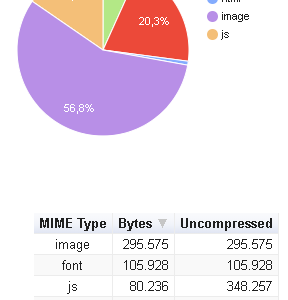 20,3%
image
js
56,8%
MIME Type Bytes Uncompressed
image 295.575 295.575
font 105.928 105.928
js 80.236 348.257